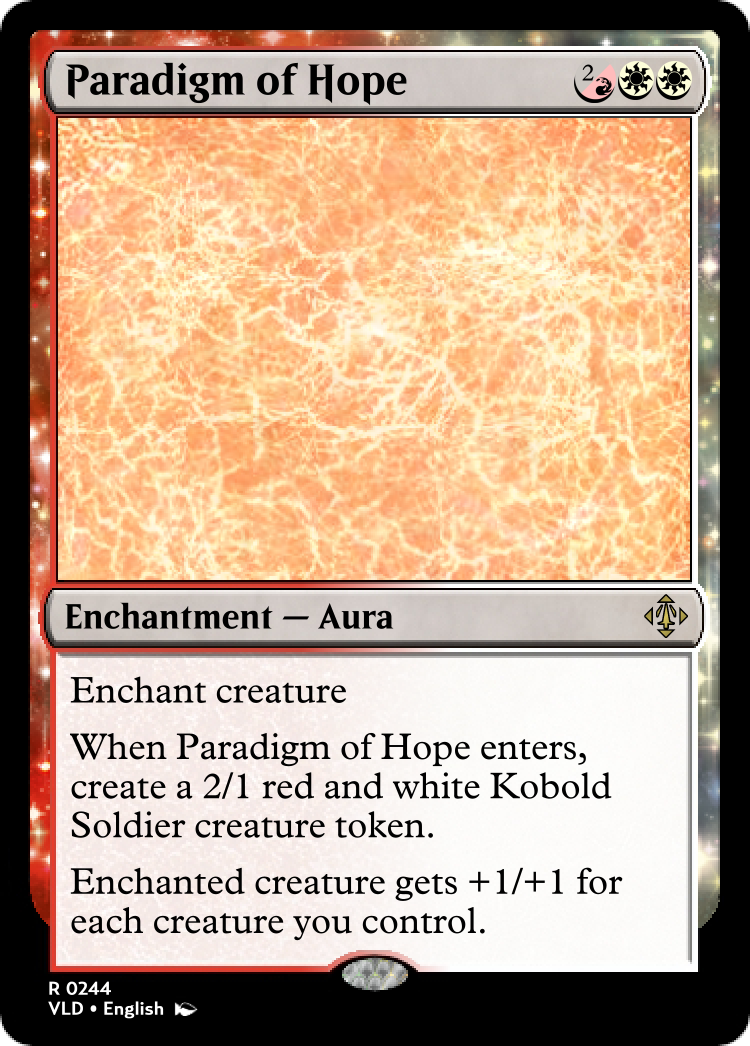 Paradigm of Hope 2
Enchantment — Aura
Enchant creature
When Paradigm of Hope enters,
create a 2/1 red and white Kobold
Soldier creature token.
Enchanted creature gets +1/+1 for
each creature you control.
R 0244
VLD • English